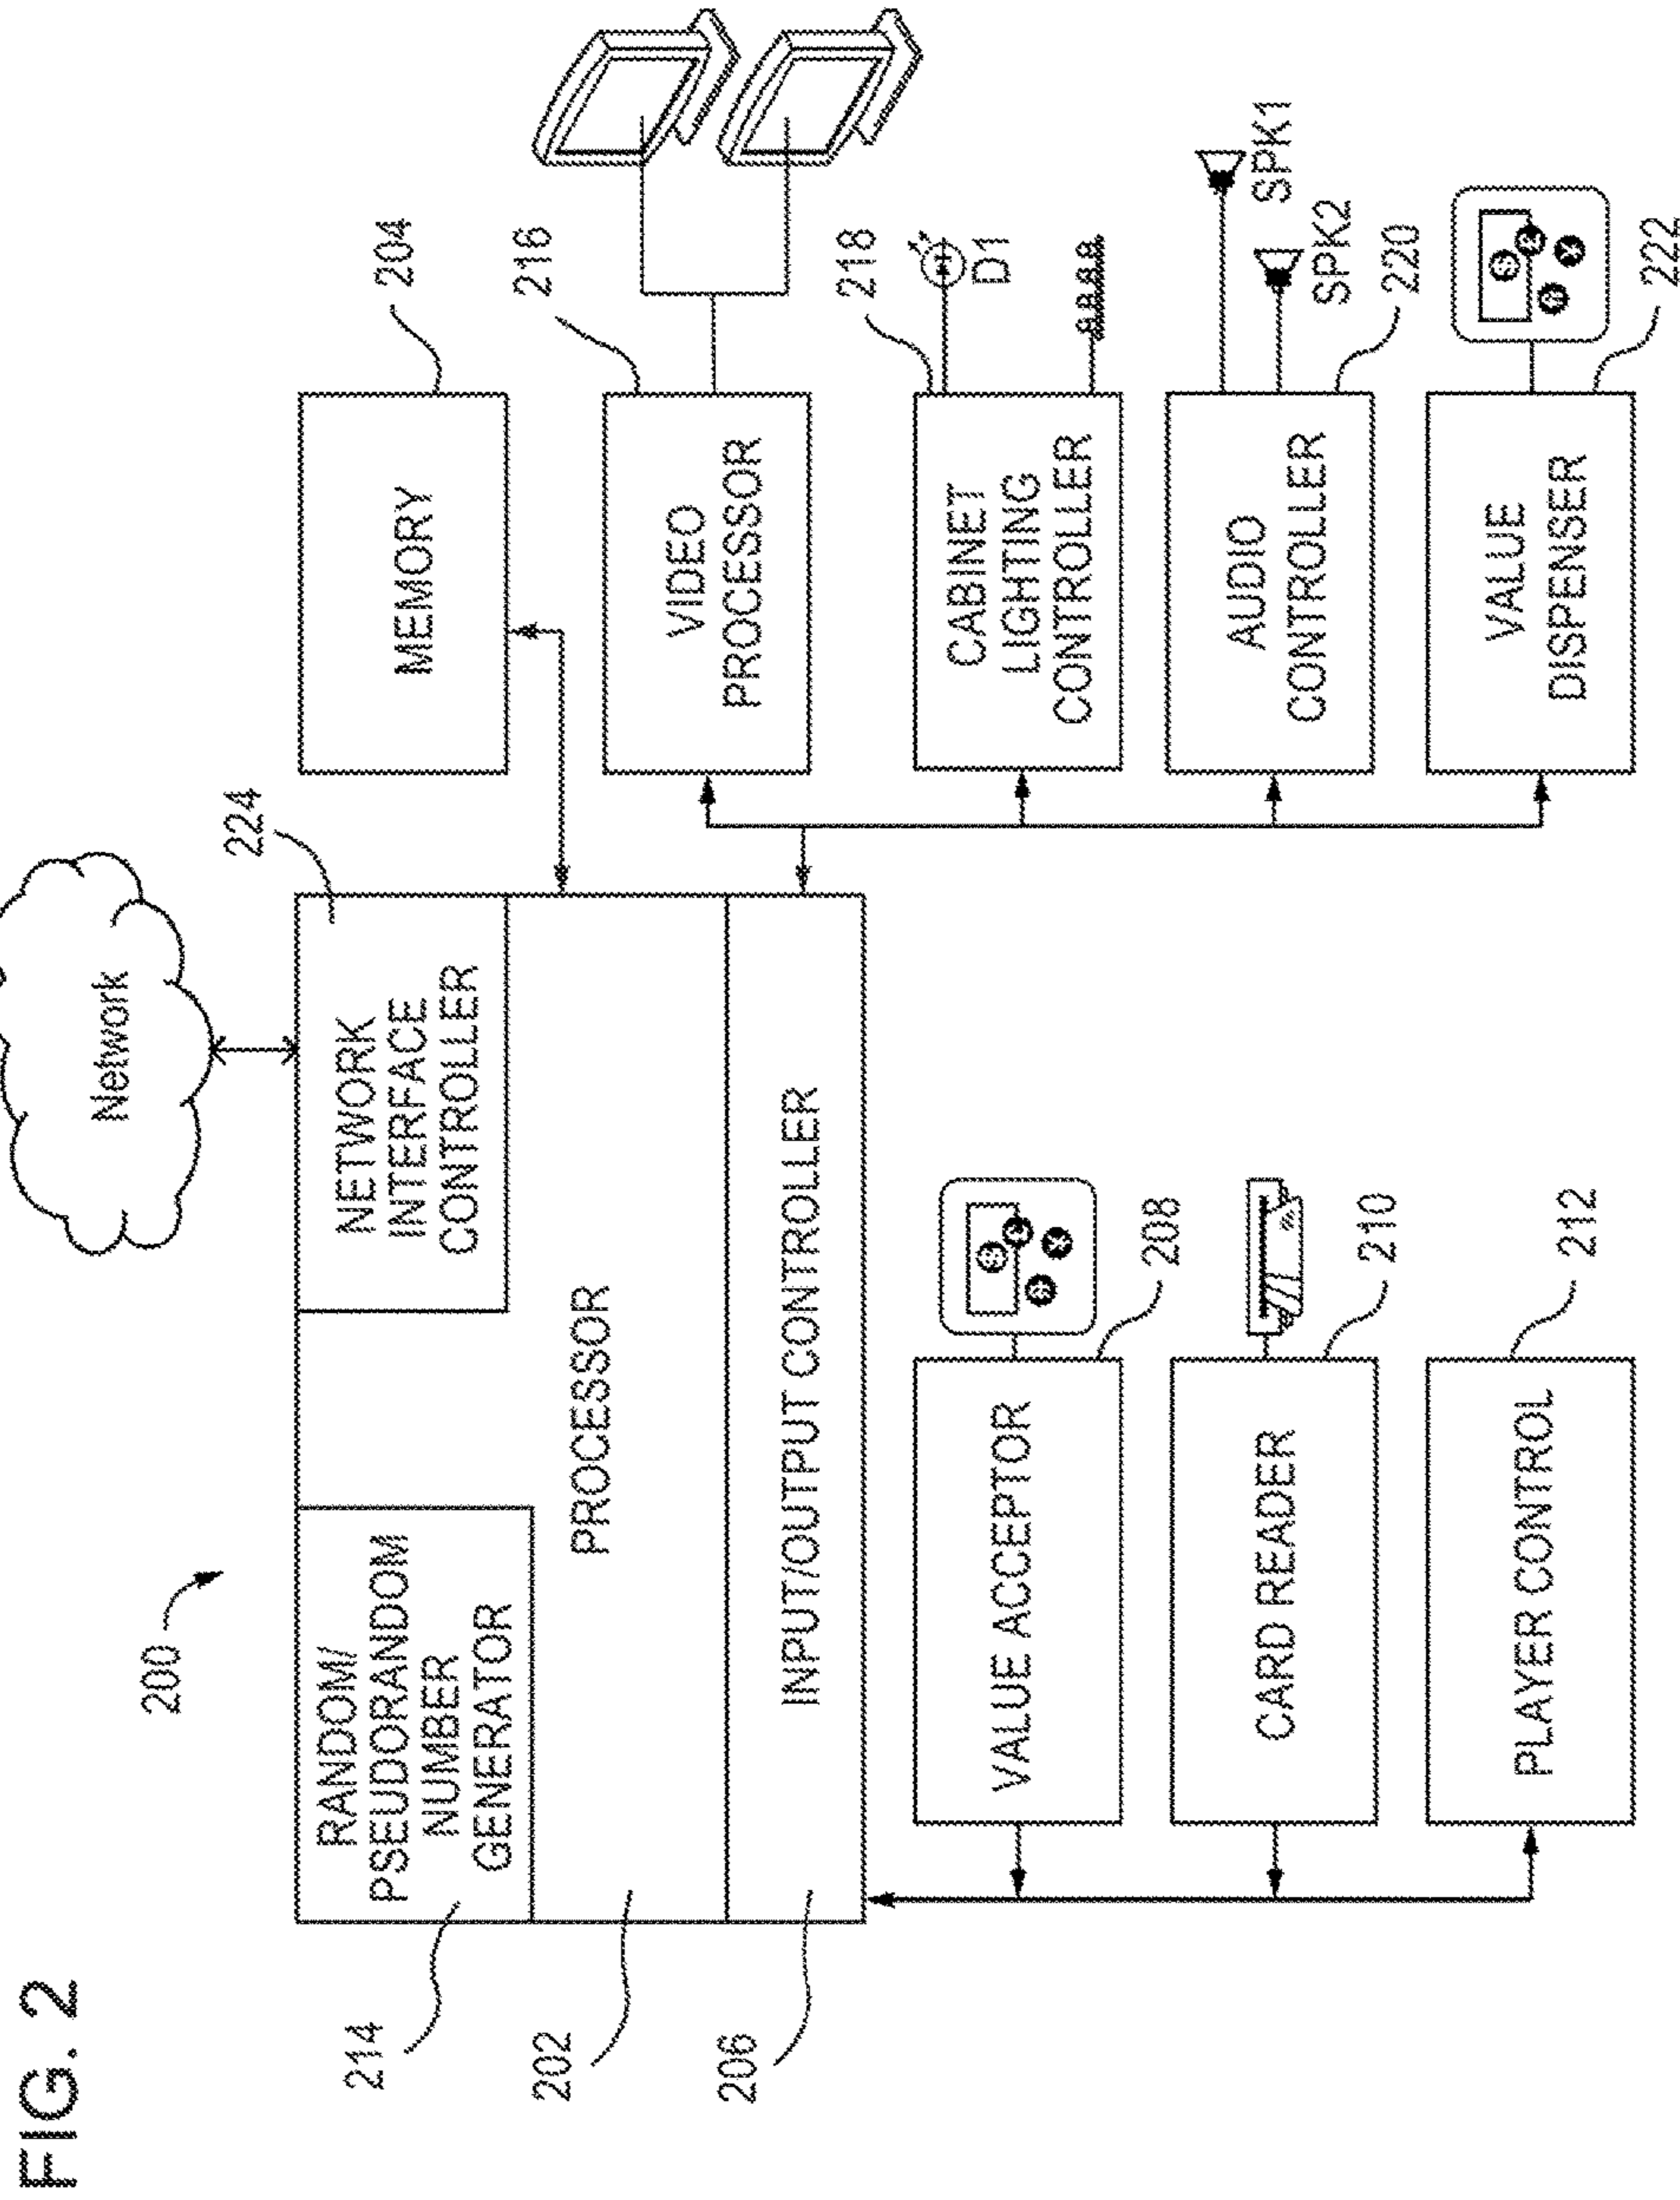 FIG. 2
200
Network
224
214
202
206
RANDOM/
PSEUDORANDOM
NUMBER
GENERATOR
NETWORK
INTERFACE
CONTROLLER
PROCESSOR
INPUT/OUTPUT CONTROLLER
MEMORY
204
VIDEO
PROCESSOR
216
CABINET
LIGHTING
CONTROLLER
218
D1
AUDIO
CONTROLLER
SPK1
SPK2
220
VALUE
DISPENSER
222
VALUE ACCEPTOR
208
CARD READER
210
PLAYER CONTROL
212